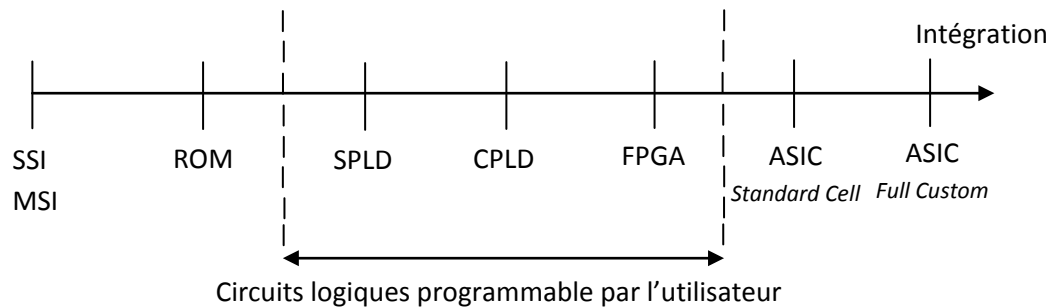 Intégration
SSI
MSI
ROM
SPLD
CPLD
FPGA
ASIC
Standard Cell
ASIC
Full Custom
Circuits logiques programmable par l'utilisateur